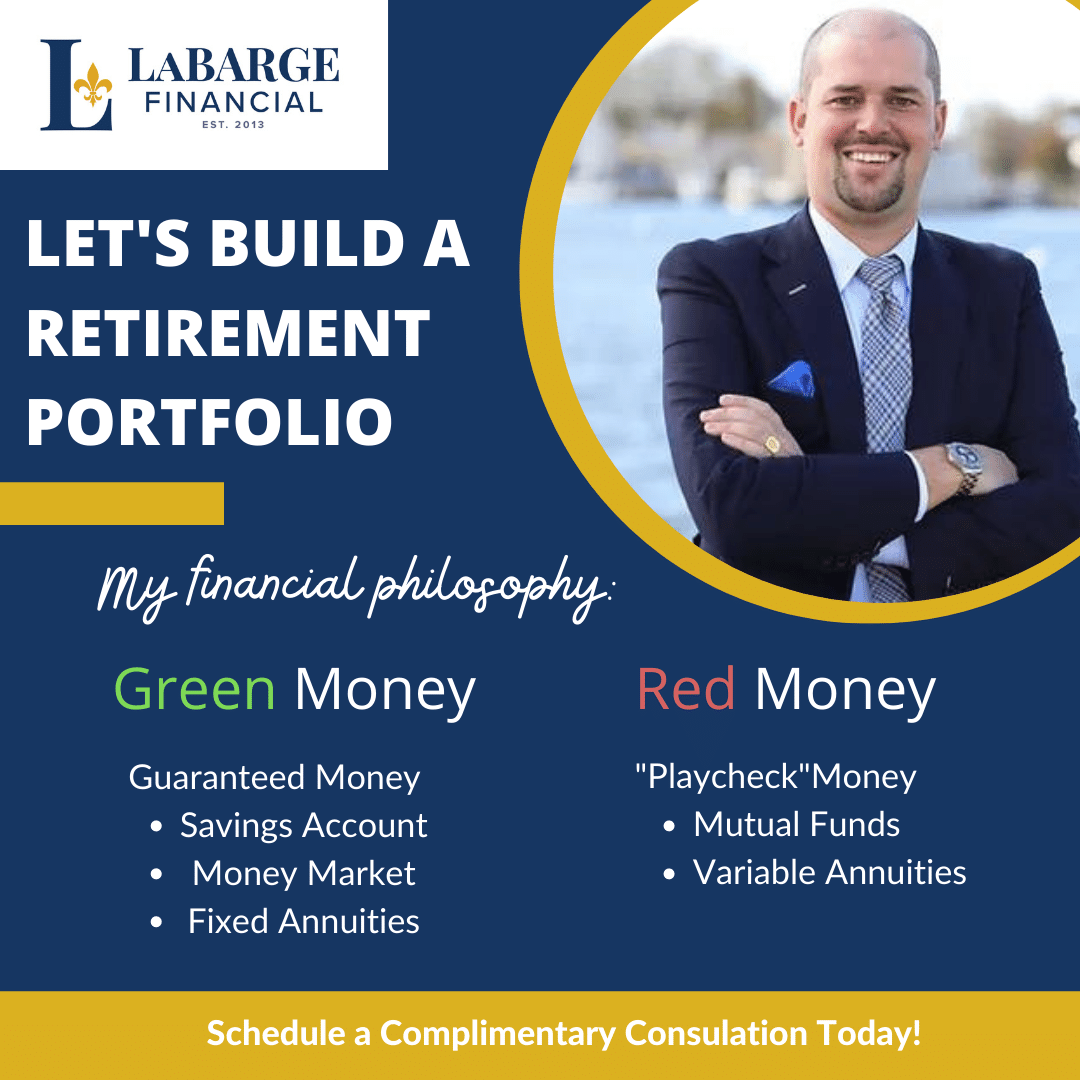 L LABARGE
FINANCIAL
EST. 2013
LET'S BUILD A
RETIREMENT
PORTFOLIO
My financial philosophy:
Green Money
Guaranteed Money
• Savings Account
• Money Market
• Fixed Annuities
Red Money
"Playcheck"Money
• Mutual Funds
• Variable Annuities
Schedule a Complimentary Consulation Today!